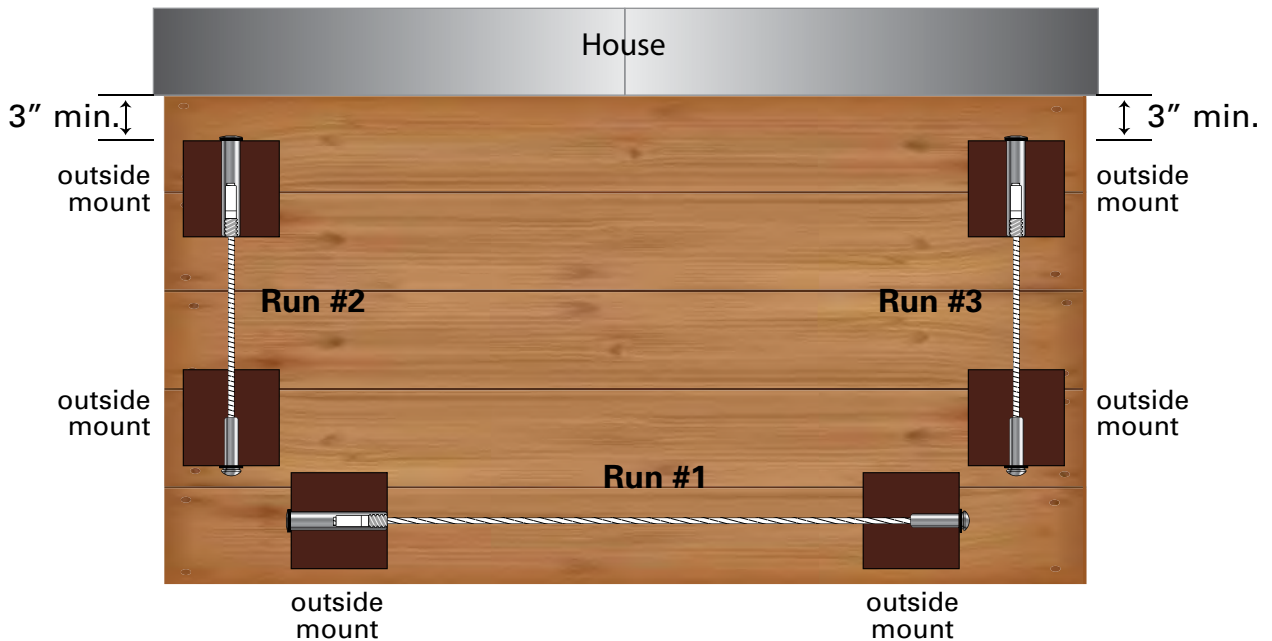 House
3″ min.
3″ min.
outside
mount
outside
mount
Run #2
Run #3
outside
mount
outside
mount
Run #1
outside
mount
outside
mount